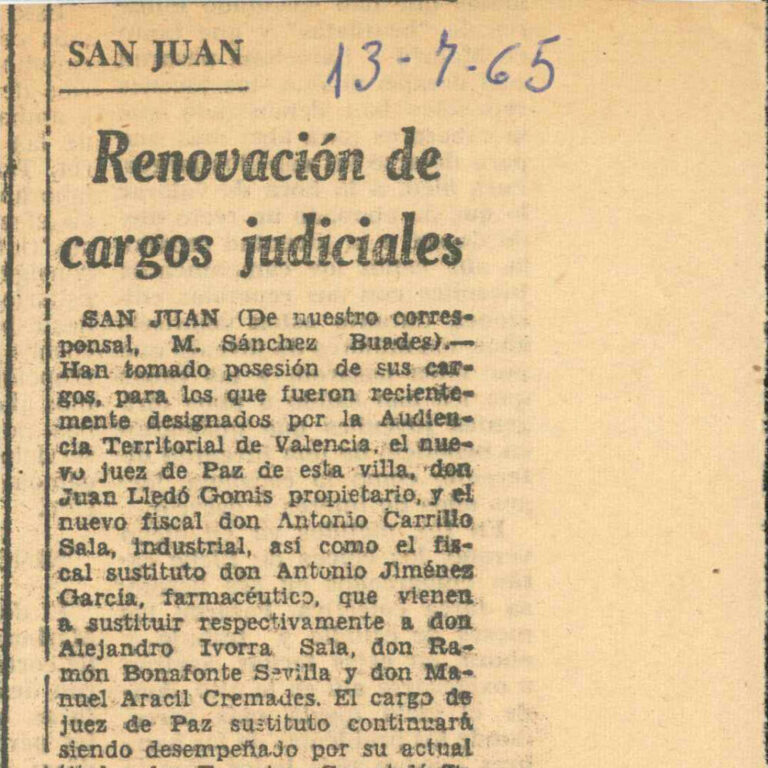 SAN JUAN
13-7-65
Renovación de
cargos judiciales
SAN JUAN (De nuestro corres-
ponsal, M. Sánchez Buades).—
Han tomado posesión de sus car-
gos, para los que fueron reciente-
mente designados por la Audien-
cia Territorial de Valencia, el nue-
vo juez de Paz de esta villa, don
Juan Lledó Gomis propietario, y el
nuevo fiscal don Antonio Carrillo
Sala, industrial, así como el fis-
cal sustituto don Antonio Jiménez
García, farmacéutico, que vienen
a sustituir respectivamente a don
Alejandro Ivorra Sala, don Ra-
món Bonafonte Sevilla y don Ma-
nuel Aracil Cremades. El cargo de
juez de Paz sustituto continuará
siendo desempeñado por su actual